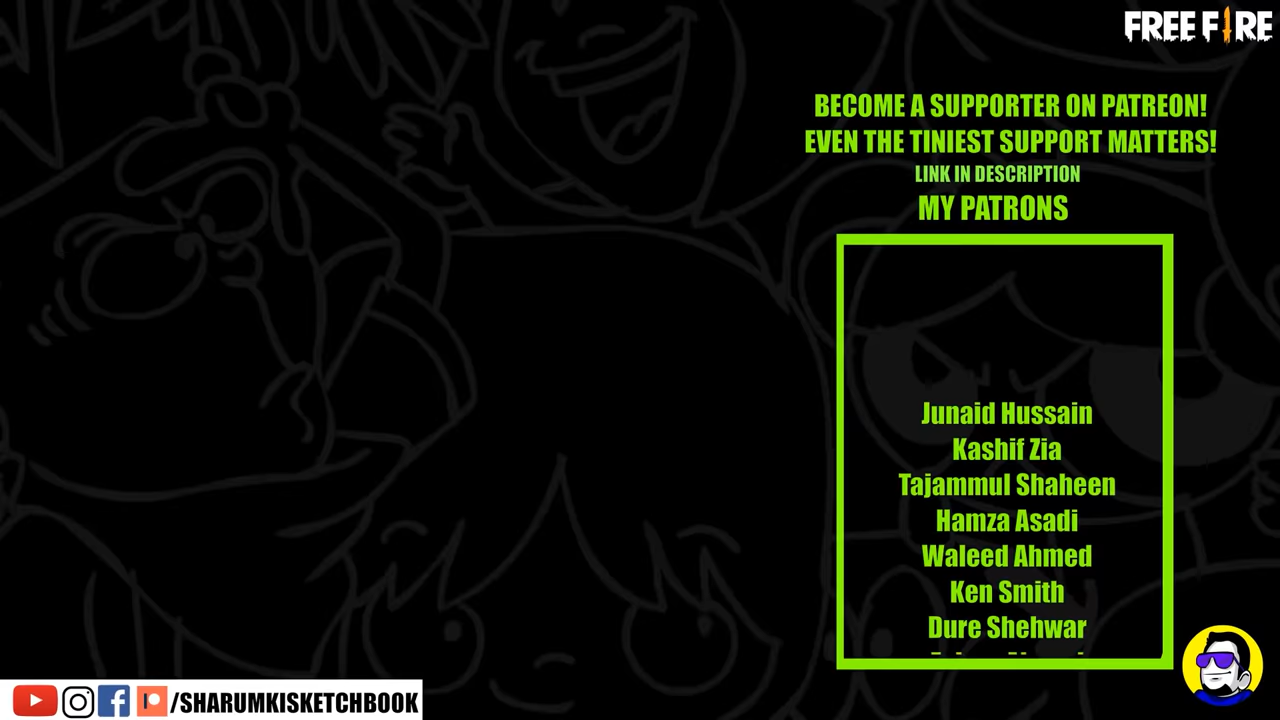 FREE FIRE
BECOME A SUPPORTER ON PATREON!
EVEN THE TINIEST SUPPORT MATTERS!
LINK IN DESCRIPTION
MY PATRONS
Junaid Hussain
Kashif Zia
Tajammul Shaheen
Hamza Asadi
Waleed Ahmed
Ken Smith
Dure Shehwar
/SHARUMKISKETCHBOOK